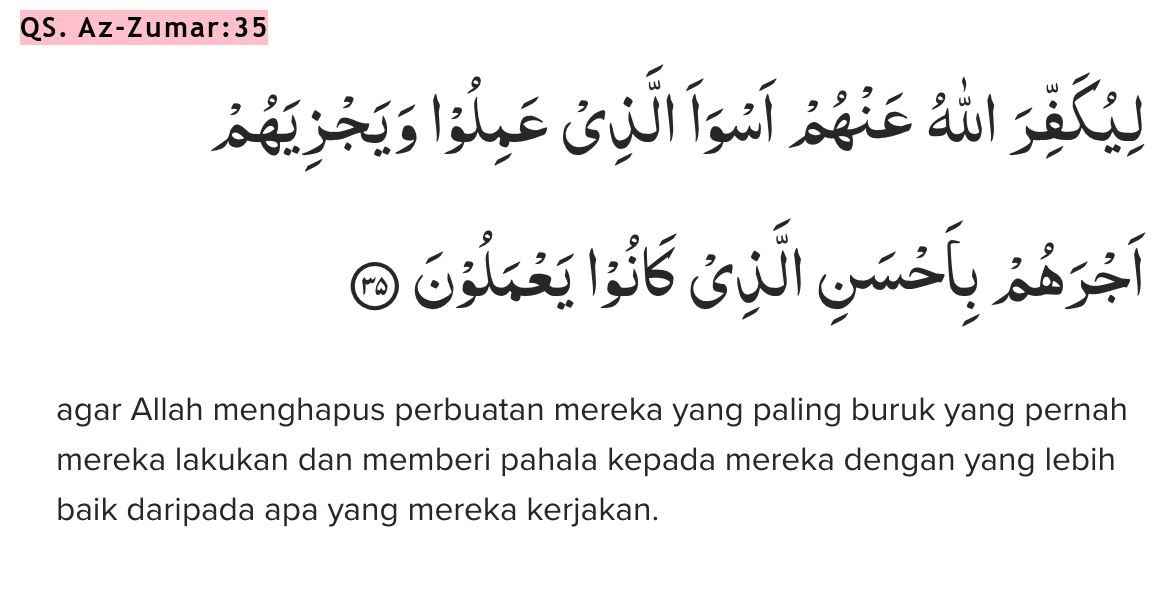 QS. Az-Zumar:35
لِيُكَفِّرَ اللّٰهُ عَنْهُمْ اَسْوَاَ الَّذِيْ عَمِلُوْا وَيَجْزِيَهُمْ
اَجْرَهُمْ بِاَحْسَنِ الَّذِيْ كَانُوْا يَعْمَلُوْنَ ۝٣٥
agar Allah menghapus perbuatan mereka yang paling buruk yang pernah
mereka lakukan dan memberi pahala kepada mereka dengan yang lebih
baik daripada apa yang mereka kerjakan.